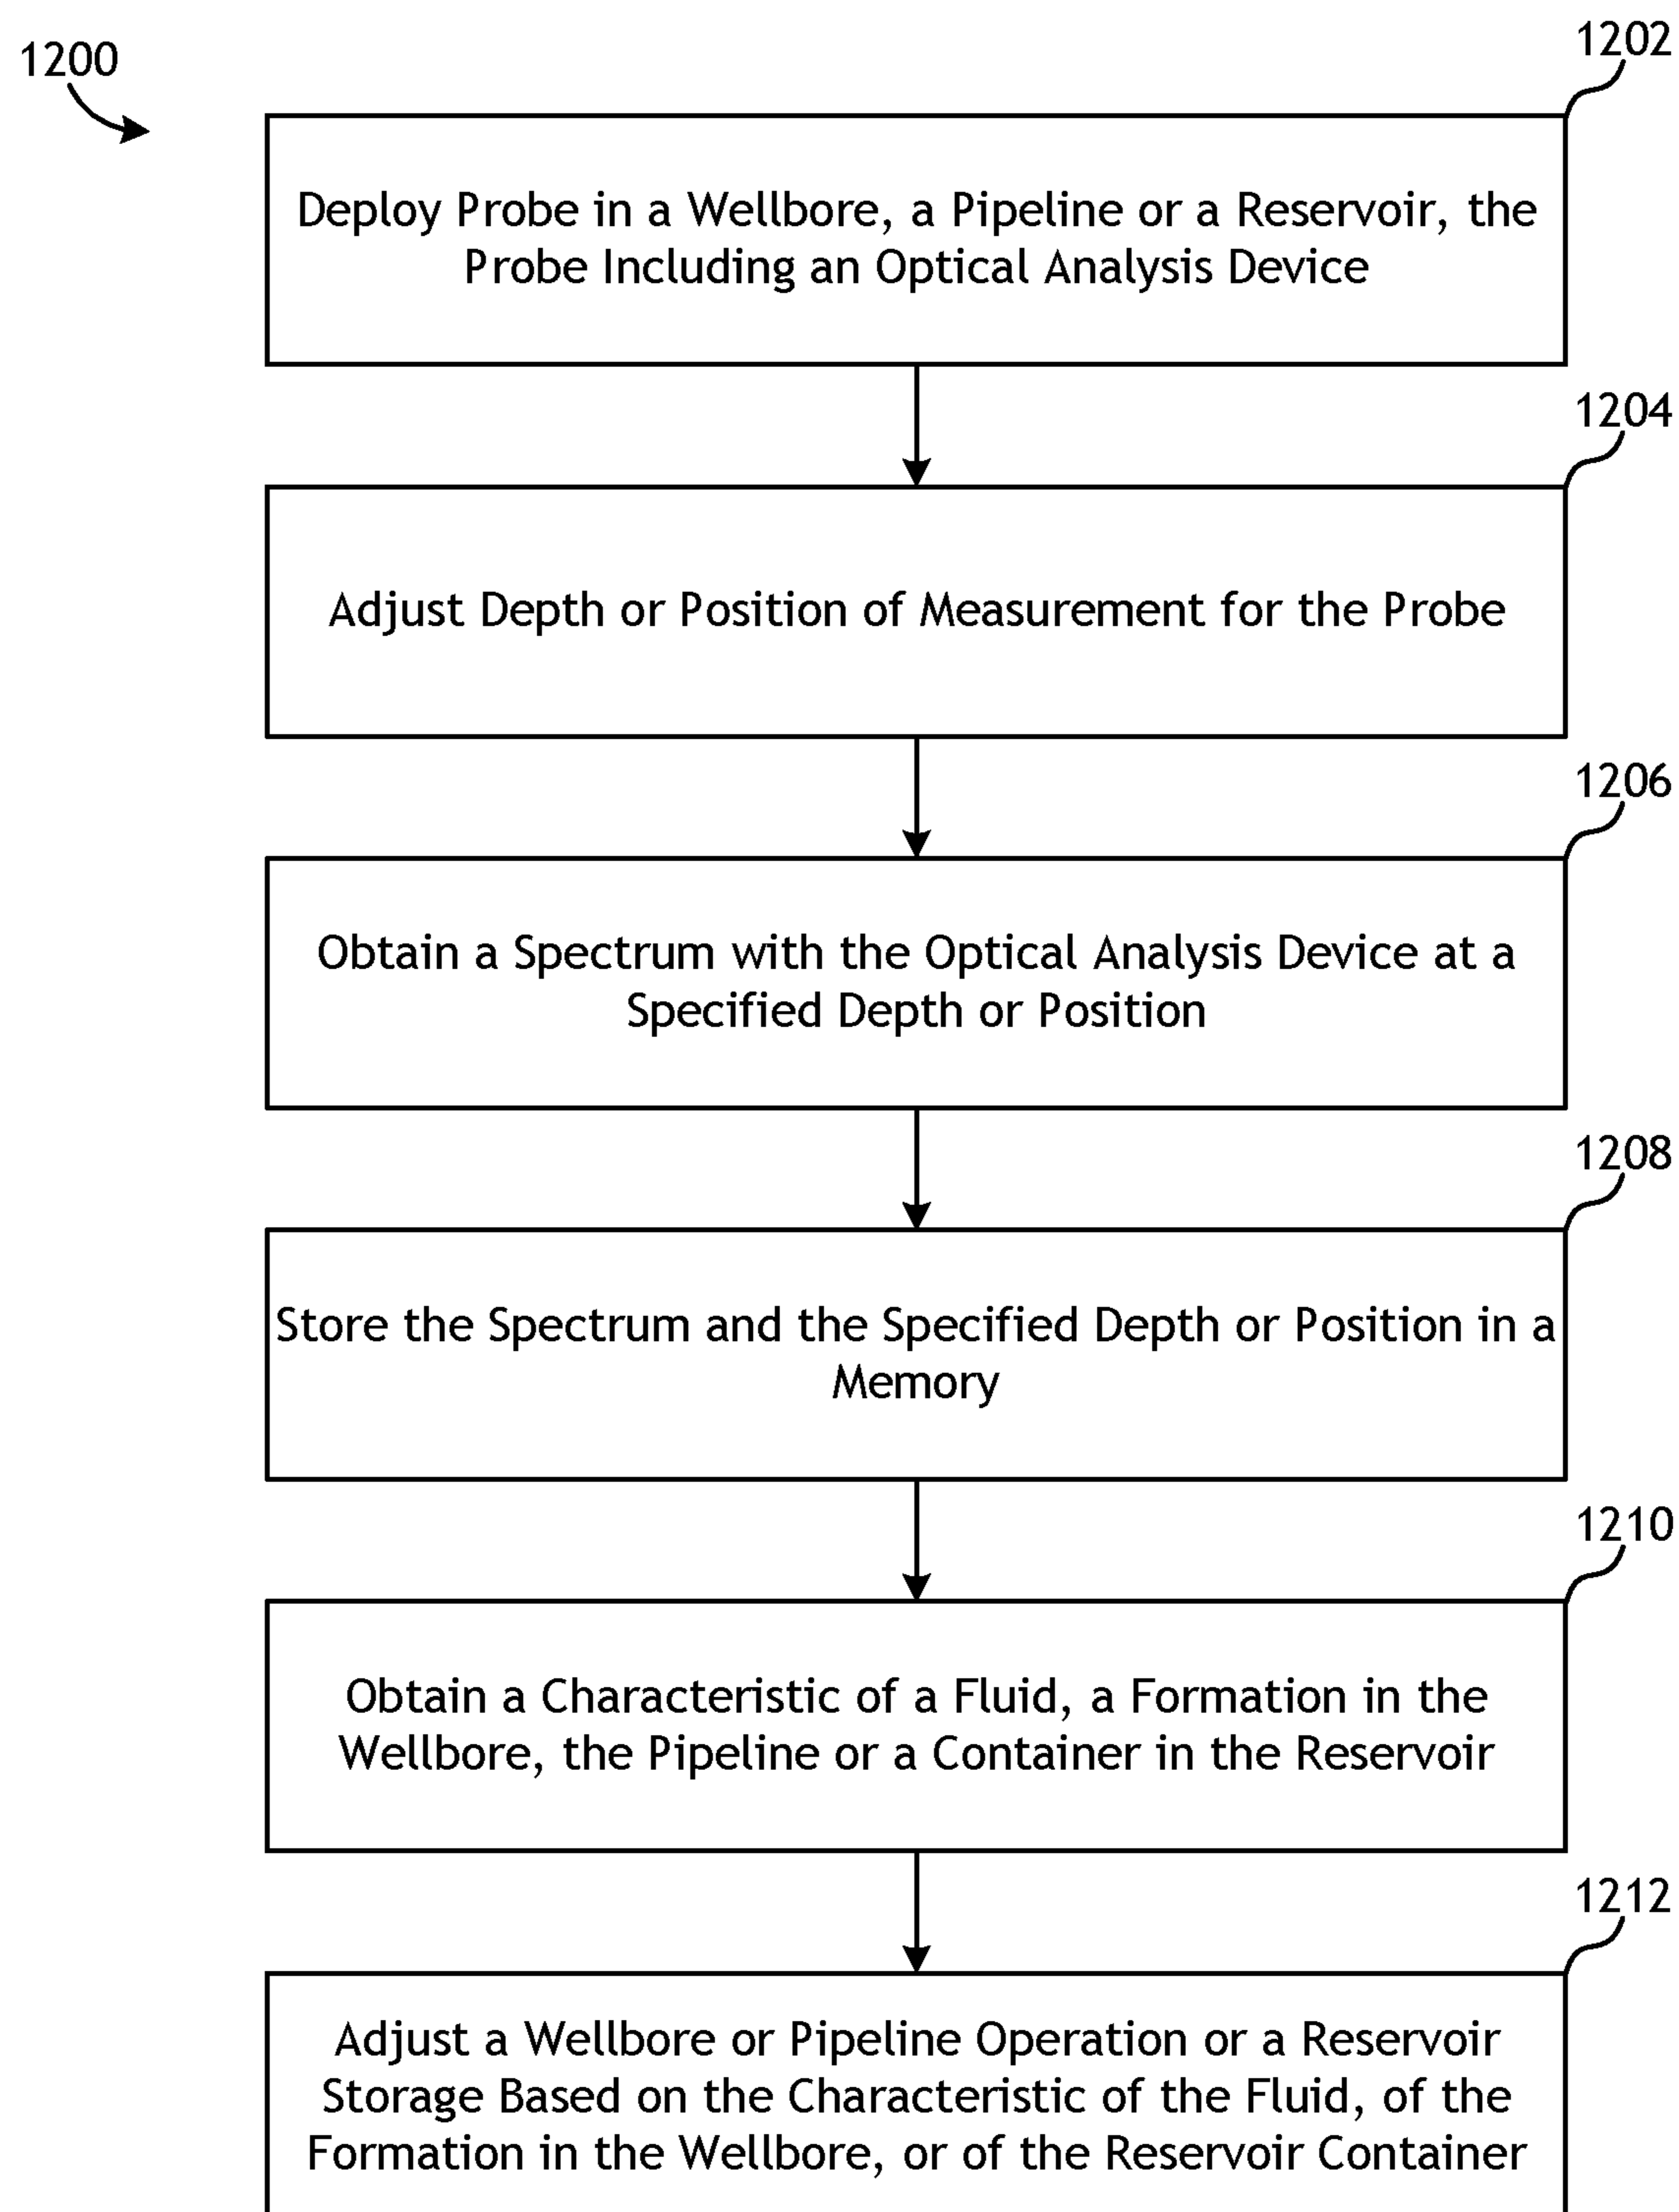 1200
1202
Deploy Probe in a Wellbore, a Pipeline or a Reservoir, the
Probe Including an Optical Analysis Device
1204
Adjust Depth or Position of Measurement for the Probe
1206
Obtain a Spectrum with the Optical Analysis Device at a
Specified Depth or Position
1208
Store the Spectrum and the Specified Depth or Position in a
Memory
1210
Obtain a Characteristic of a Fluid, a Formation in the
Wellbore, the Pipeline or a Container in the Reservoir
1212
Adjust a Wellbore or Pipeline Operation or a Reservoir
Storage Based on the Characteristic of the Fluid, of the
Formation in the Wellbore, or of the Reservoir Container